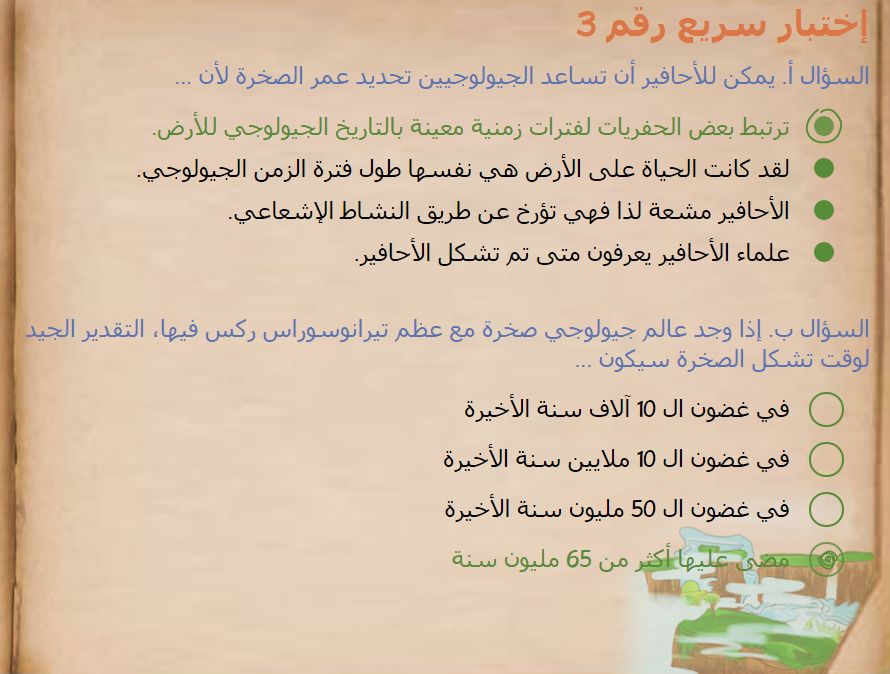 إختبار سريع رقم 3
السؤال أ. يمكن للأحافير أن تساعد الجيولوجيين تحديد عمر الصخرة لأن ...
ترتبط بعض الحفريات لفترات زمنية معينة بالتاريخ الجيولوجي للأرض.
لقد كانت الحياة على الأرض هي نفسها طول فترة الزمن الجيولوجي.
الأحافير مشعة لذا فهي تؤرخ عن طريق النشاط الإشعاعي.
علماء الأحافير يعرفون متى تم تشكل الأحافير.
السؤال ب. إذا وجد عالم جيولوجي صخرة مع عظم تيرانوسوراس ركس فيها، التقدير الجيد
لوقت تشكل الصخرة سيكون ...
في غضون ال 10 آلاف سنة الأخيرة
في غضون ال 10 ملايين سنة الأخيرة
في غضون ال 50 مليون سنة الأخيرة
مضى عليها أكثر من 65 مليون سنة